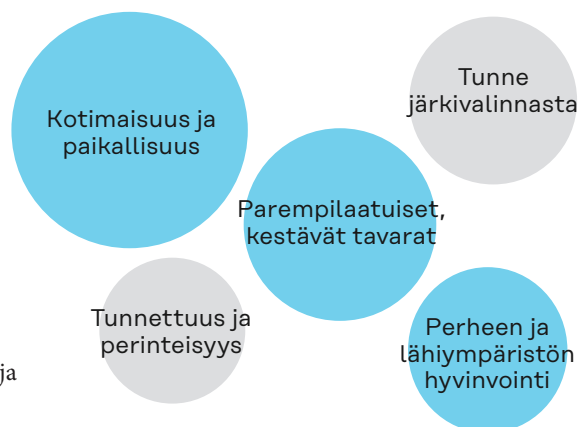 Kotimaisuus ja
paikallisuus
Tunne
järkivalinnasta
Parempilaatuiset,
kestävät tavarat
Tunnettuus ja
perinteisyys
Perheen ja
lähiympäristön
hyvinvointi
ja